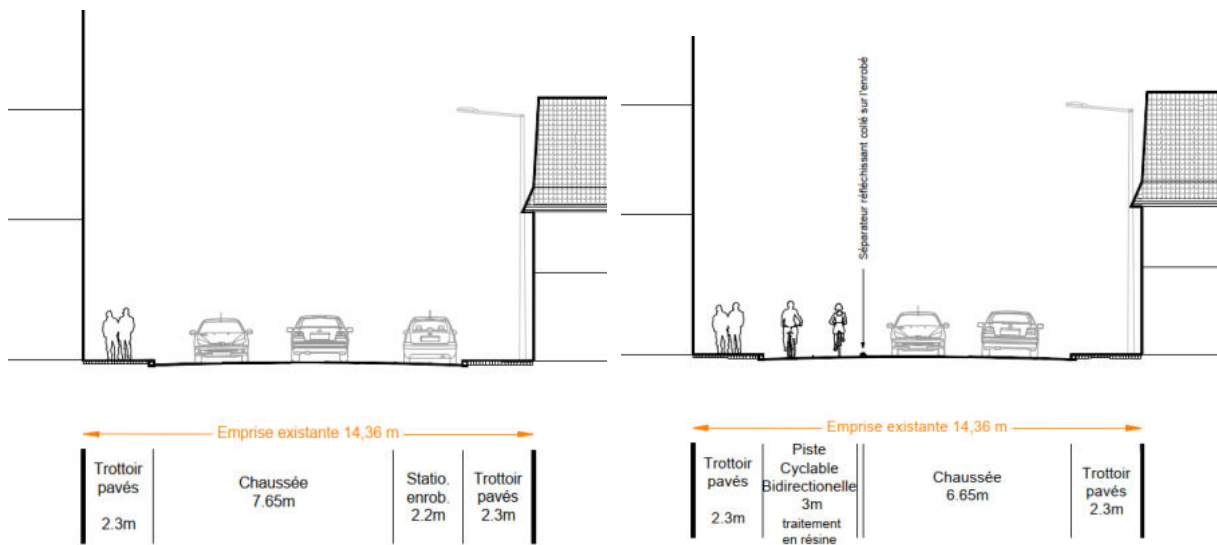 Emprise existante 14,36 m
Trottoir
pavés
2.3m
Chaussée
7.65m
Statio.
enrob.
2.2m
Trottoir
pavés
2.3m
Séparateur réfléchissant collé sur l'enrobé
Emprise existante 14,36 m
Trottoir
pavés
2.3m
Piste
Cyclable
Bidirectionelle
3m
traitement
en résine
Chaussée
6.65m
Trottoir
pavés
2.3m